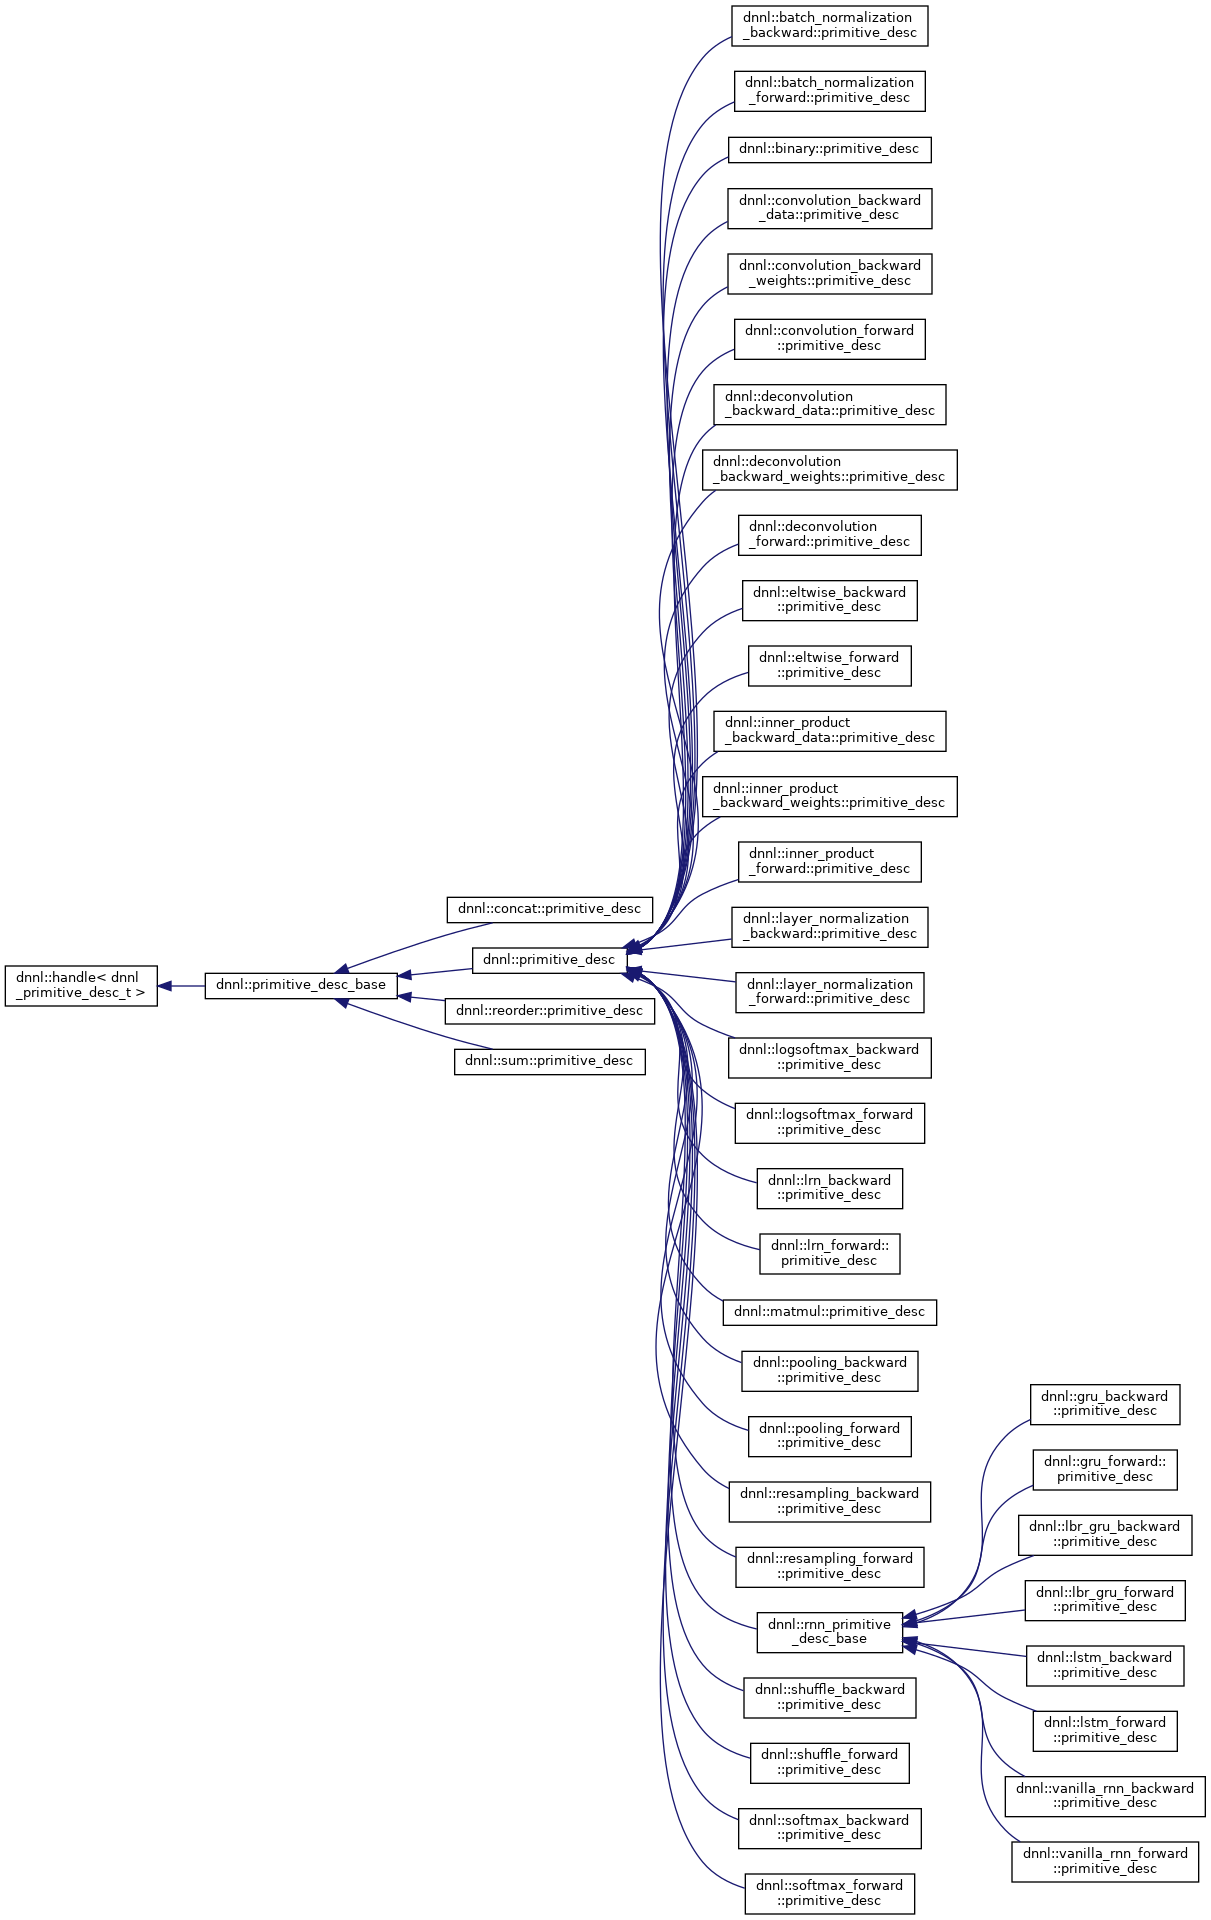 dnnl::handle< dnnl
_primitive_desc_t >
dnnl::primitive_desc_base
dnnl::concat::primitive_desc
dnnl::primitive_desc
dnnl::reorder::primitive_desc
dnnl::sum::primitive_desc
dnnl::batch_normalization
_backward::primitive_desc
dnnl::batch_normalization
_forward::primitive_desc
dnnl::binary::primitive_desc
dnnl::convolution_backward
_data::primitive_desc
dnnl::convolution_backward
_weights::primitive_desc
dnnl::convolution_forward
::primitive_desc
dnnl::deconvolution
_backward_data::primitive_desc
dnnl::deconvolution
_backward_weights::primitive_desc
dnnl::deconvolution
_forward::primitive_desc
dnnl::eltwise_backward
::primitive_desc
dnnl::eltwise_forward
::primitive_desc
dnnl::inner_product
_backward_data::primitive_desc
dnnl::inner_product
_backward_weights::primitive_desc
dnnl::inner_product
_forward::primitive_desc
dnnl::layer_normalization
_backward::primitive_desc
dnnl::layer_normalization
_forward::primitive_desc
dnnl::logsoftmax_backward
::primitive_desc
dnnl::logsoftmax_forward
::primitive_desc
dnnl::lrn_backward
::primitive_desc
dnnl::lrn_forward::
primitive_desc
dnnl::matmul::primitive_desc
dnnl::pooling_backward
::primitive_desc
dnnl::pooling_forward
::primitive_desc
dnnl::resampling_backward
::primitive_desc
dnnl::resampling_forward
::primitive_desc
dnnl::rnn_primitive
_desc_base
dnnl::shuffle_backward
::primitive_desc
dnnl::shuffle_forward
::primitive_desc
dnnl::softmax_backward
::primitive_desc
dnnl::softmax_forward
::primitive_desc
dnnl::gru_backward
::primitive_desc
dnnl::gru_forward::
primitive_desc
dnnl::lbr_gru_backward
::primitive_desc
dnnl::lbr_gru_forward
::primitive_desc
dnnl::lstm_backward
::primitive_desc
dnnl::lstm_forward
::primitive_desc
dnnl::vanilla_rnn_backward
::primitive_desc
dnnl::vanilla_rnn_forward
::primitive_desc